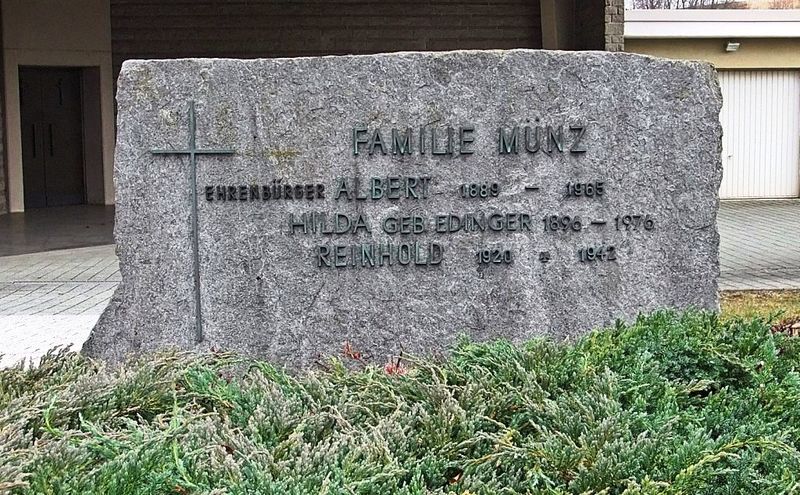 FAMILIE MÜNZ
EHRENBÜRGER ALBERT 1889 – 1965
HILDA GEB. EDINGER 1896 – 1976
REINHOLD 1920 – 1942